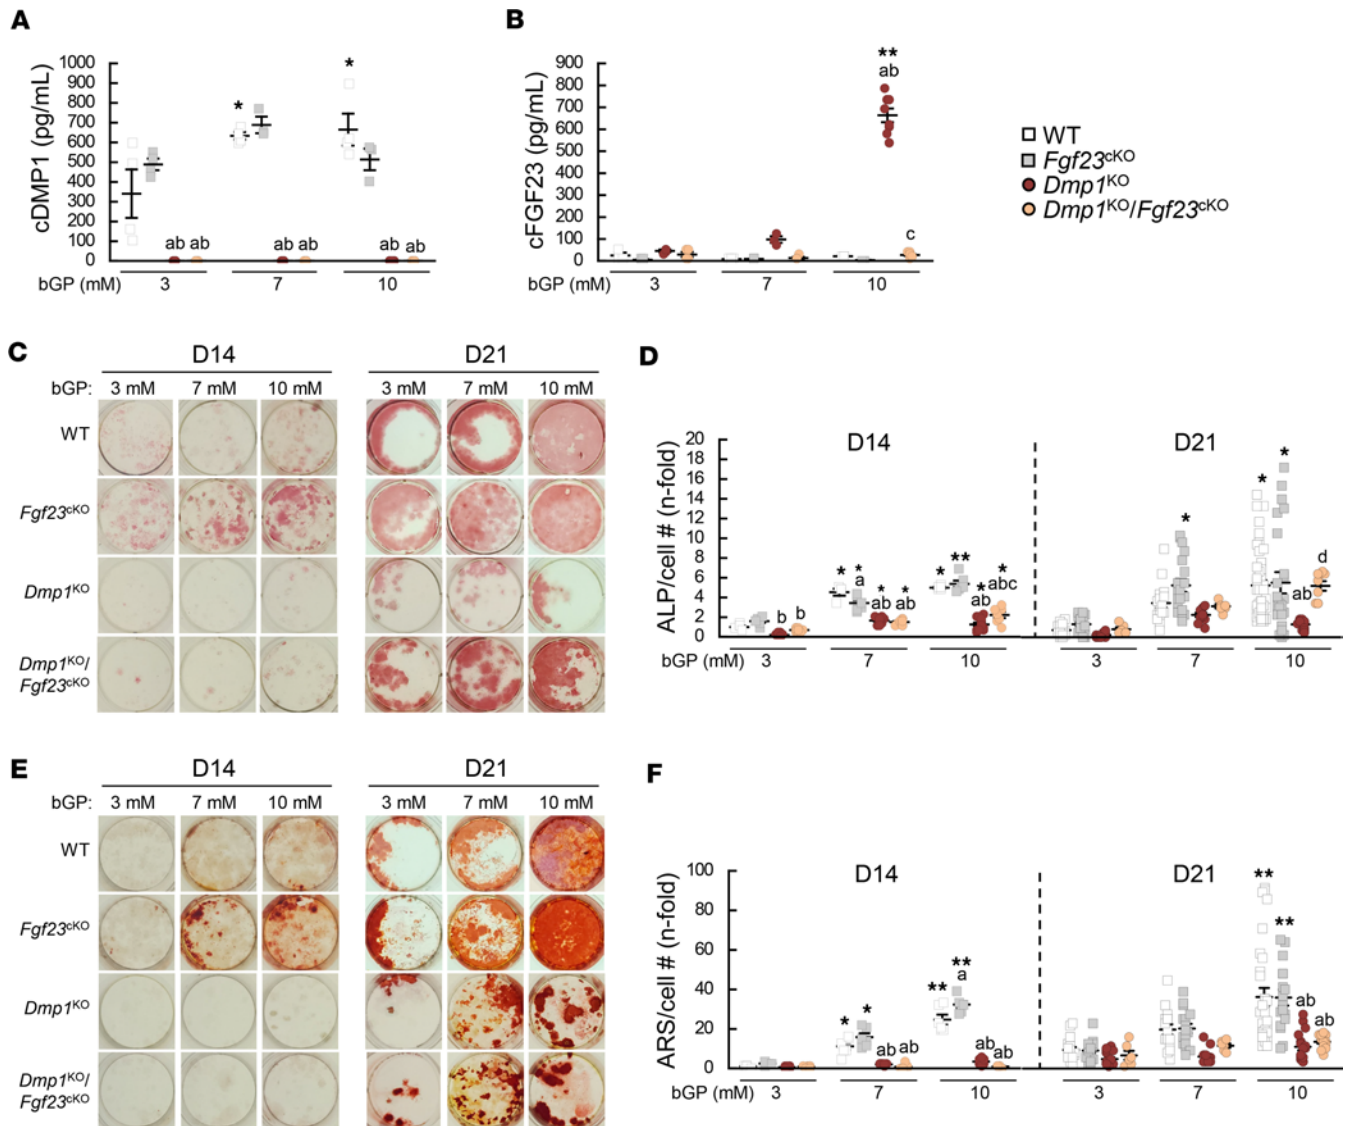 A
cDMP1 (pg/mL)
1000
900
800
700
600
500
400
300
200
100
0
*
*
ab ab
ab ab
ab ab
bGP (mM)
3
7
10
B
cFGF23 (pg/mL)
900
800
700
600
500
400
300
200
100
0
**
ab
c
bGP (mM)
3
7
10
WT
Fgf23cKO
Dmp1KO
Dmp1KO/Fgf23cKO
C
D14
D21
bGP: 3 mM 7 mM 10 mM 3 mM 7 mM 10 mM
WT
Fgf23cKO
Dmp1KO
Dmp1KO/
Fgf23cKO
D
D14
D21
ALP/cell # (n-fold)
20
18
16
14
12
10
8
6
4
2
0
b b
* * * *
a ab ab
* ** * *
ab abc
*
* *
ab d
bGP (mM)
3
7
10
3
7
10
E
D14
D21
bGP: 3 mM 7 mM 10 mM 3 mM 7 mM 10 mM
WT
Fgf23cKO
Dmp1KO
Dmp1KO/
Fgf23cKO
F
D14
D21
ARS/cell # (n-fold)
100
80
60
40
20
0
* *
ab ab
** **
a
ab ab
** **
ab ab
bGP (mM)
3
7
10
3
7
10